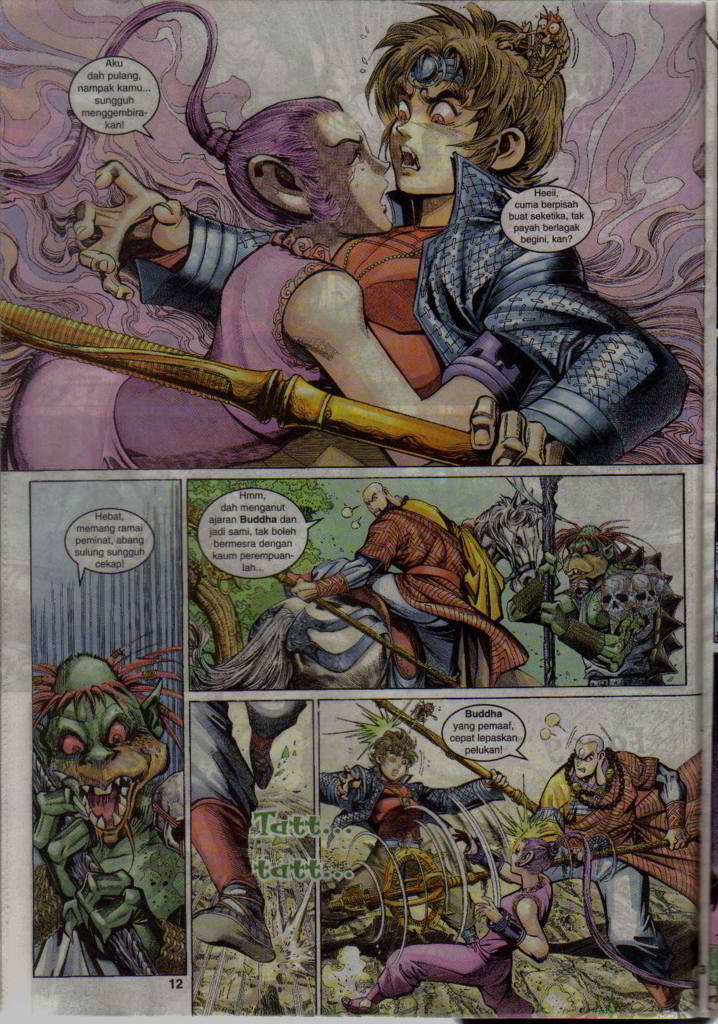 Aku
dah pulang,
nampak kamu...
sungguh
menggembira-
kan!
Heeii,
cuma berpisah
buat seketika, tak
payah berlagak
begini, kan?
Hebat,
memang ramai
peminat, abang
sulung sungguh
cekap!
Hmm,
dah menganut
ajaran Buddha dan
jadi sami, tak boleh
bermesra dengan
kaum perempuan-
lah...
Tatt...
tatt...
Buddha
yang pemaaf,
cepat lepaskan
pelukan!
12